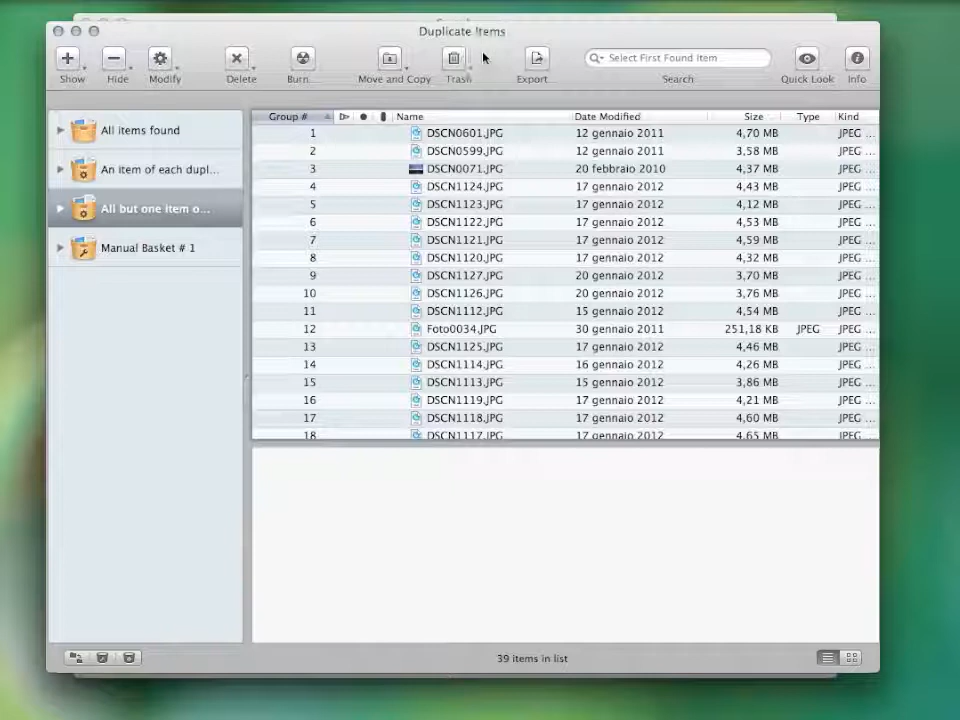 Duplicate Items
Show Hide Modify Delete Burn Move and Copy Trash Export Select First Found Item Search Quick Look Info
All items found
An item of each dupl...
All but one item o...
Manual Basket # 1
Group # Name Date Modified Size Type Kind
1 DSCN0601.JPG 12 gennaio 2011 4,70 MB JPEG ...
2 DSCN0599.JPG 12 gennaio 2011 3,58 MB JPEG ...
3 DSCN0071.JPG 20 febbraio 2010 4,37 MB JPEG ...
4 DSCN1124.JPG 17 gennaio 2012 4,43 MB JPEG ...
5 DSCN1123.JPG 17 gennaio 2012 4,12 MB JPEG ...
6 DSCN1122.JPG 17 gennaio 2012 4,53 MB JPEG ...
7 DSCN1121.JPG 17 gennaio 2012 4,59 MB JPEG ...
8 DSCN1120.JPG 17 gennaio 2012 4,32 MB JPEG ...
9 DSCN1127.JPG 20 gennaio 2012 3,70 MB JPEG ...
10 DSCN1126.JPG 20 gennaio 2012 3,76 MB JPEG ...
11 DSCN1112.JPG 15 gennaio 2012 4,54 MB JPEG ...
12 Foto0034.JPG 30 gennaio 2011 251,18 KB JPEG JPEG ...
13 DSCN1125.JPG 17 gennaio 2012 4,46 MB JPEG ...
14 DSCN1114.JPG 16 gennaio 2012 4,26 MB JPEG ...
15 DSCN1113.JPG 15 gennaio 2012 3,86 MB JPEG ...
16 DSCN1119.JPG 17 gennaio 2012 4,21 MB JPEG ...
17 DSCN1118.JPG 17 gennaio 2012 4,60 MB JPEG ...
18 DSCN1117.JPG 17 gennaio 2012 4,65 MB JPEG ...
39 items in list